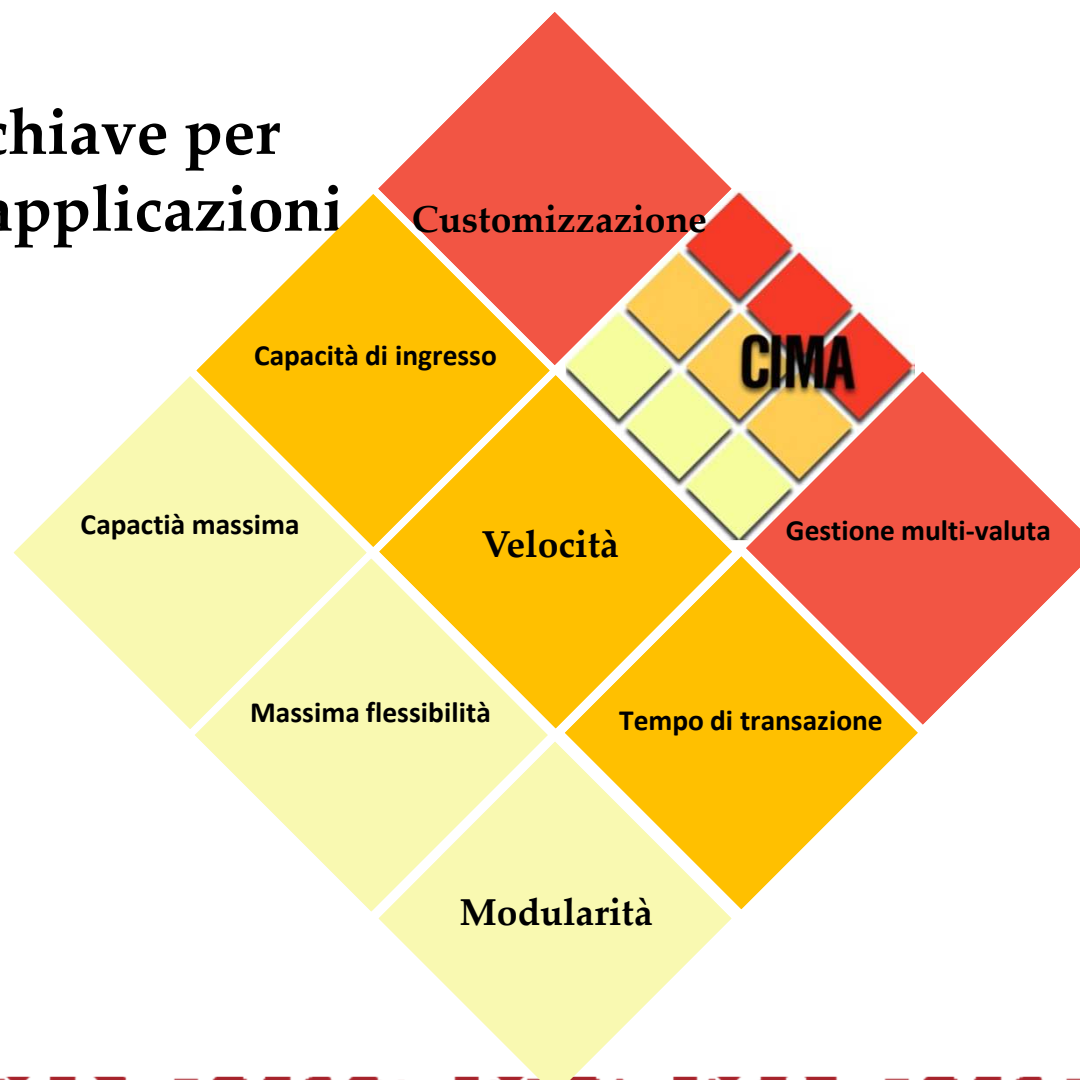 chiave per
applicazioni
Customizzazione
Capacità di ingresso
CIMA
Capactià massima
Velocità
Gestione multi-valuta
Massima flessibilità
Tempo di transazione
Modularità